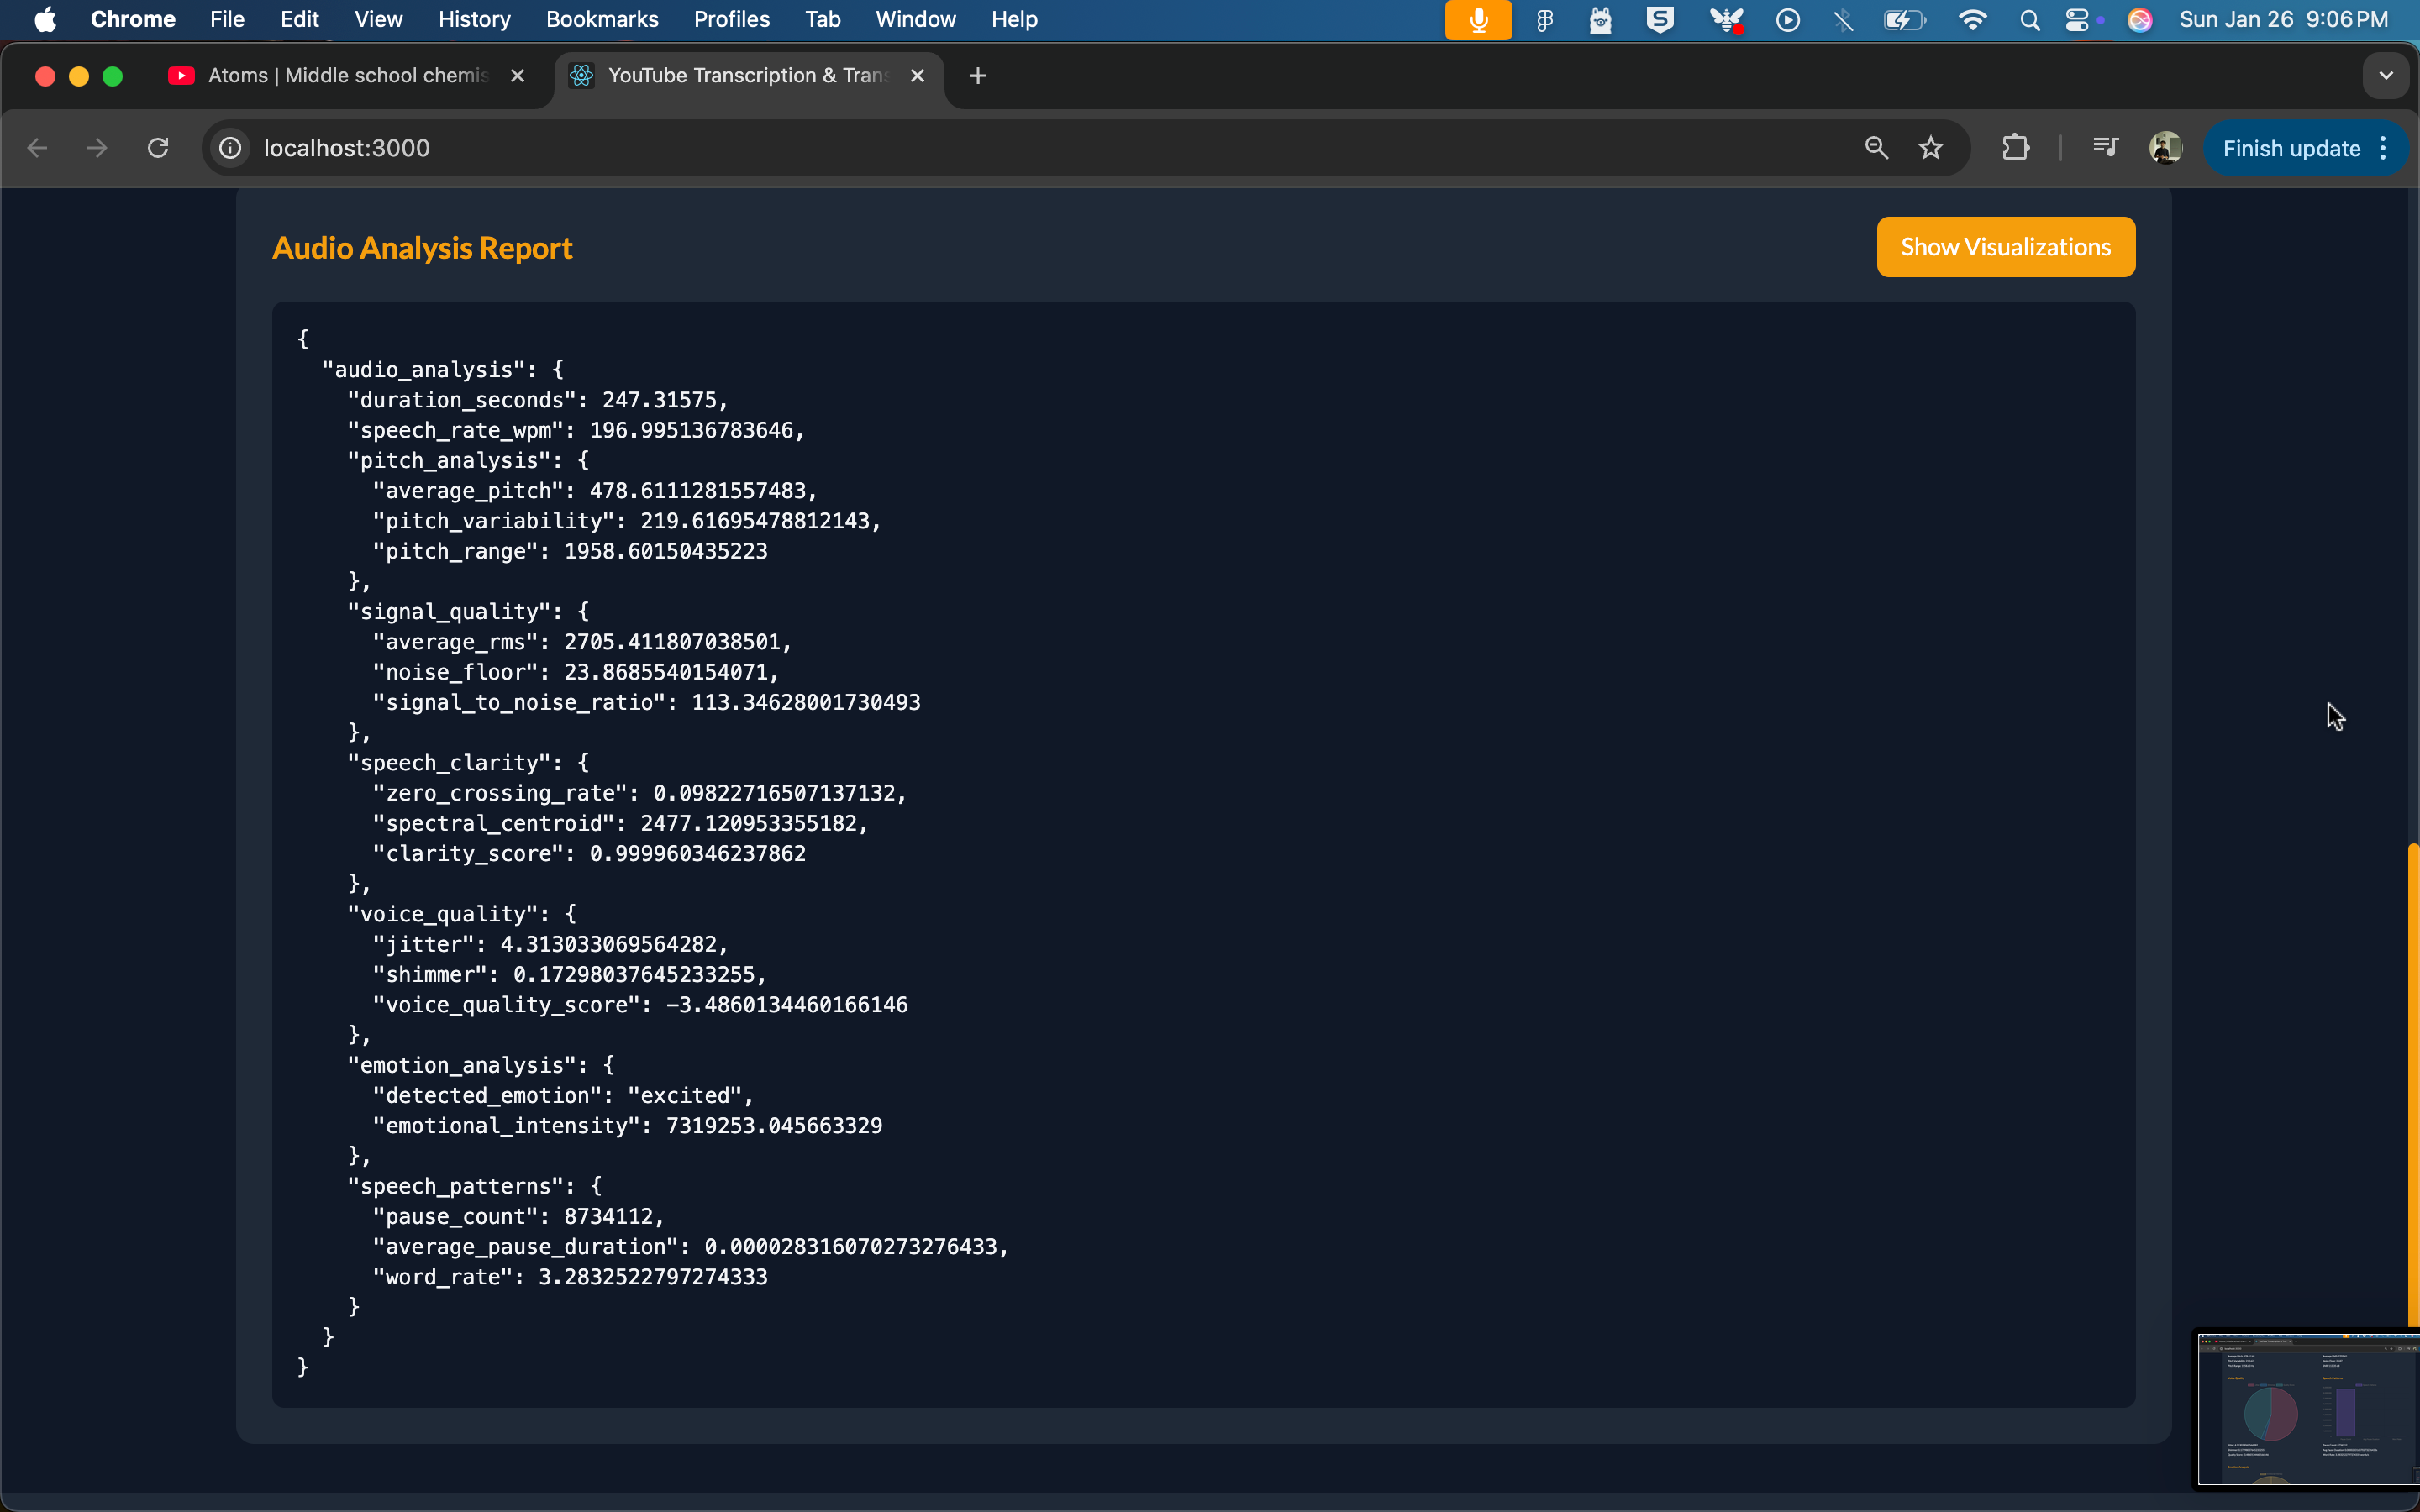 Chrome File Edit View History Bookmarks Profiles Tab Window Help Sun Jan 26 9:06 PM
Atoms | Middle school chemis
YouTube Transcription & Trans
localhost:3000
Finish update
Audio Analysis Report
Show Visualizations
{
"audio_analysis": {
"duration_seconds": 247.31575,
"speech_rate_wpm": 196.995136783646,
"pitch_analysis": {
"average_pitch": 478.6111281557483,
"pitch_variability": 219.61695478812143,
"pitch_range": 1958.60150435223
},
"signal_quality": {
"average_rms": 2705.411807038501,
"noise_floor": 23.8685540154071,
"signal_to_noise_ratio": 113.34628001730493
},
"speech_clarity": {
"zero_crossing_rate": 0.09822716507137132,
"spectral_centroid": 2477.120953355182,
"clarity_score": 0.999960346237862
},
"voice_quality": {
"jitter": 4.313033069564282,
"shimmer": 0.17298037645233255,
"voice_quality_score": -3.4860134460166146
},
"emotion_analysis": {
"detected_emotion": "excited",
"emotional_intensity": 7319253.045663329
},
"speech_patterns": {
"pause_count": 8734112,
"average_pause_duration": 0.000028316070273276433,
"word_rate": 3.2832522797274333
}
}
}